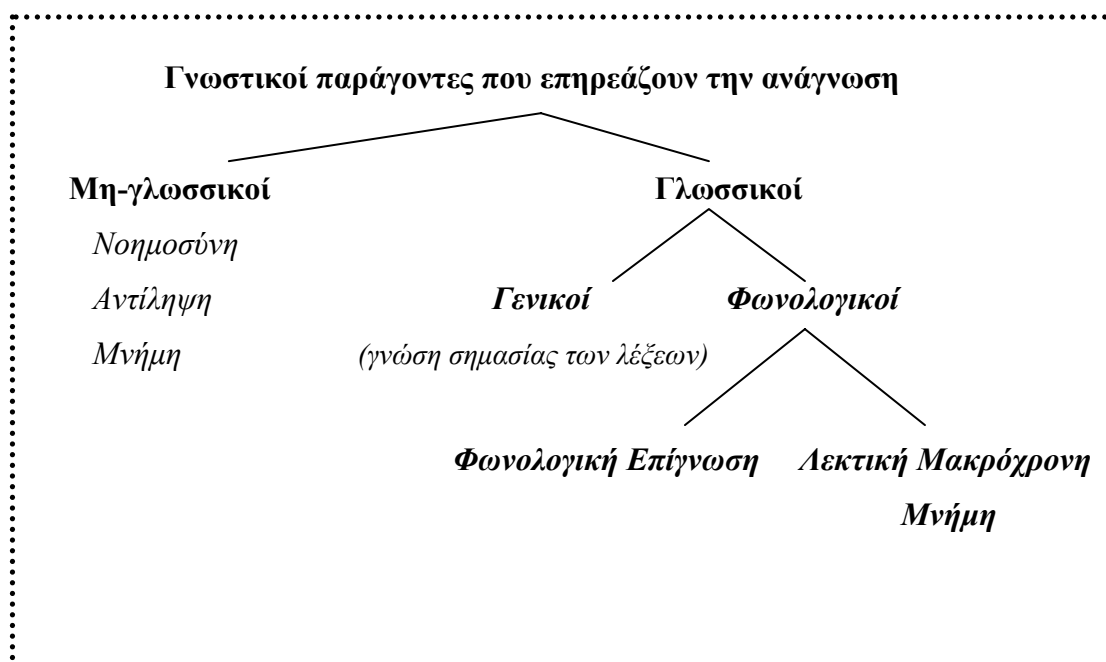 Γνωστικοί παράγοντες που επηρεάζουν την ανάγνωση
Μη-γλωσσικοί
Γλωσσικοί
Νοημοσύνη
Αντίληψη
Γενικοί
Φωνολογικοί
Μνήμη
(γνώση σημασίας των λέξεων)
Φωνολογική Επίγνωση
Λεκτική Μακρόχρονη
Μνήμη